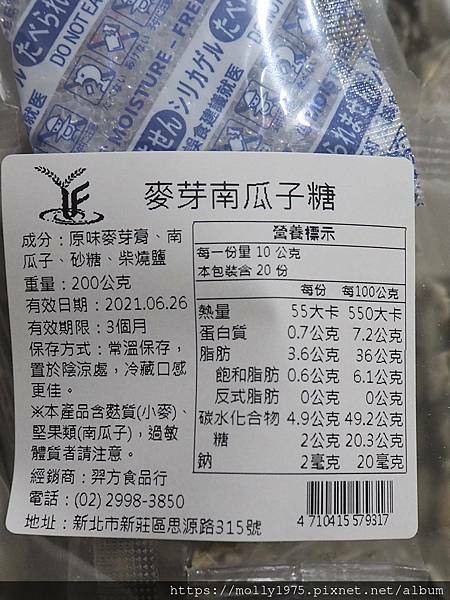 たべられません
DO NOT EAT
MOISTURE-FREE
シリカゲル
たべられません
麥芽南瓜子糖
成分：原味麥芽膏、南
瓜子、砂糖、柴燒鹽
重量：200公克
有效日期：2021.06.26
有效期限：3個月
保存方式：常溫保存，
置於陰涼處，冷藏口感
更佳。
※本產品含麩質(小麥)、
堅果類(南瓜子)，過敏
體質者請注意。
經銷商：羿方食品行
電話：(02) 2998-3850
地址：新北市新莊區思源路315號
營養標示
每一份量 10 公克
本包裝含 20 份
每份 每100公克
熱量 55大卡 550大卡
蛋白質 0.7公克 7.2公克
脂肪 3.6公克 36公克
飽和脂肪 0.6公克 6.1公克
反式脂肪 0公克 0公克
碳水化合物 4.9公克 49.2公克
糖 2公克 20.3公克
鈉 2毫克 20毫克
4 710415 579317
https://molly1975.pixnet.net/album